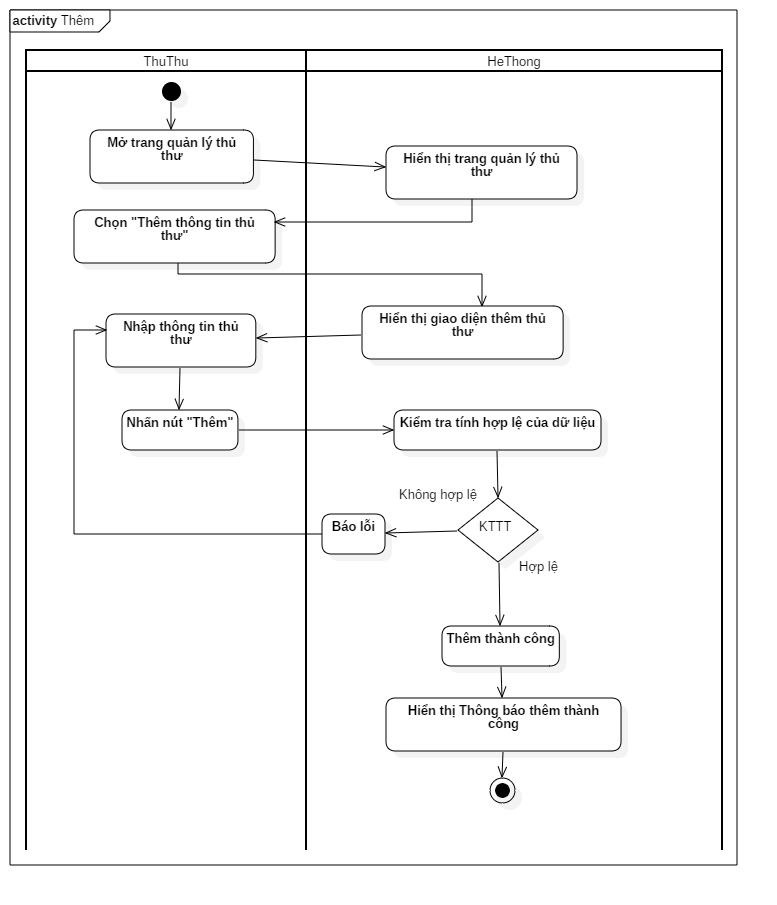 activity Thêm
ThuThu
HeThong
Mở trang quản lý thủ
thư
Hiển thị trang quản lý thủ
thư
Chọn "Thêm thông tin thủ
thư"
Hiển thị giao diện thêm thủ
thư
Nhập thông tin thủ
thư
Nhấn nút "Thêm"
Kiểm tra tính hợp lệ của dữ liệu
Không hợp lệ
KTTT
Báo lỗi
Hợp lệ
Thêm thành công
Hiển thị Thông báo thêm thành
công